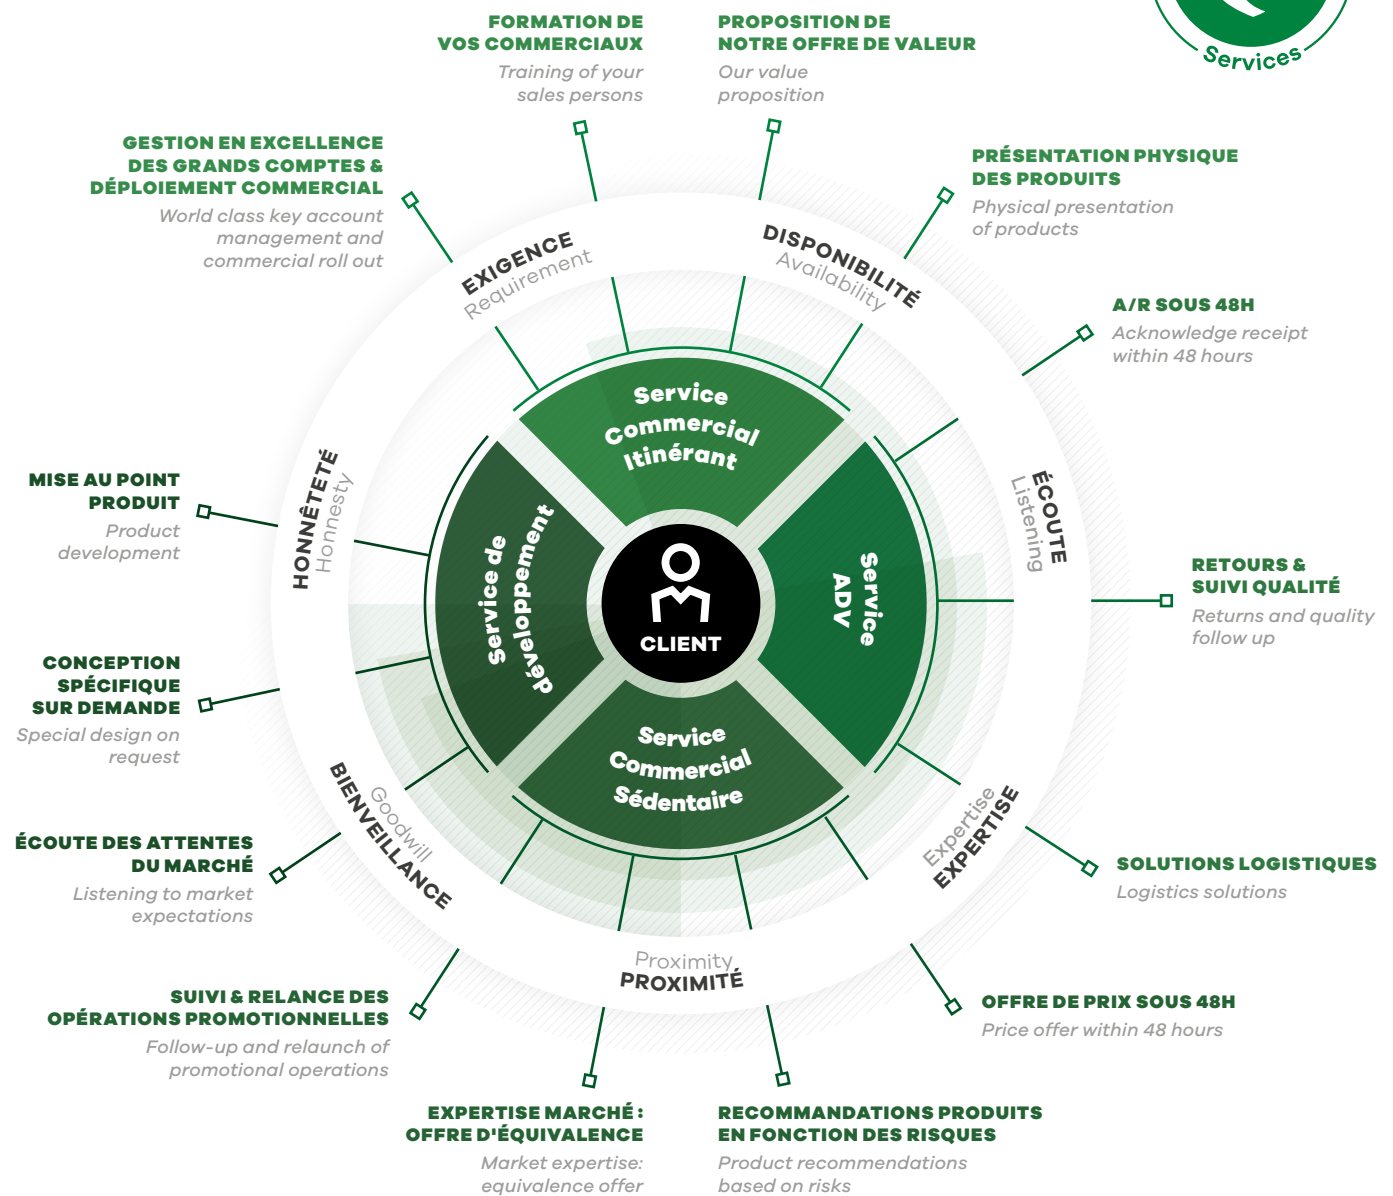 Services
FORMATION DE
VOS COMMERCIAUX
Training of your
sales persons
PROPOSITION DE
NOTRE OFFRE DE VALEUR
Our value
proposition
GESTION EN EXCELLENCE
DES GRANDS COMPTES &
DÉPLOIEMENT COMMERCIAL
World class key account
management and
commercial roll out
PRÉSENTATION PHYSIQUE
DES PRODUITS
Physical presentation
of products
A/R SOUS 48H
Acknowledge receipt
within 48 hours
RETOURS &
SUIVI QUALITÉ
Returns and quality
follow up
SOLUTIONS LOGISTIQUES
Logistics solutions
OFFRE DE PRIX SOUS 48H
Price offer within 48 hours
RECOMMANDATIONS PRODUITS
EN FONCTION DES RISQUES
Product recommendations
based on risks
EXPERTISE MARCHÉ :
OFFRE D'ÉQUIVALENCE
Market expertise:
equivalence offer
SUIVI & RELANCE DES
OPÉRATIONS PROMOTIONNELLES
Follow-up and relaunch of
promotional operations
ÉCOUTE DES ATTENTES
DU MARCHÉ
Listening to market
expectations
CONCEPTION
SPÉCIFIQUE
SUR DEMANDE
Special design on
request
MISE AU POINT
PRODUIT
Product
development
EXIGENCE
Requirement
DISPONIBILITÉ
Availability
ÉCOUTE
Listening
Expertise
EXPERTISE
Proximity
PROXIMITÉ
Goodwill
BIENVEILLANCE
HONNÊTETÉ
Honnesty
Service
Commercial
Itinérant
Service
ADV
Service
Commercial
Sédentaire
Service de
développement
CLIENT